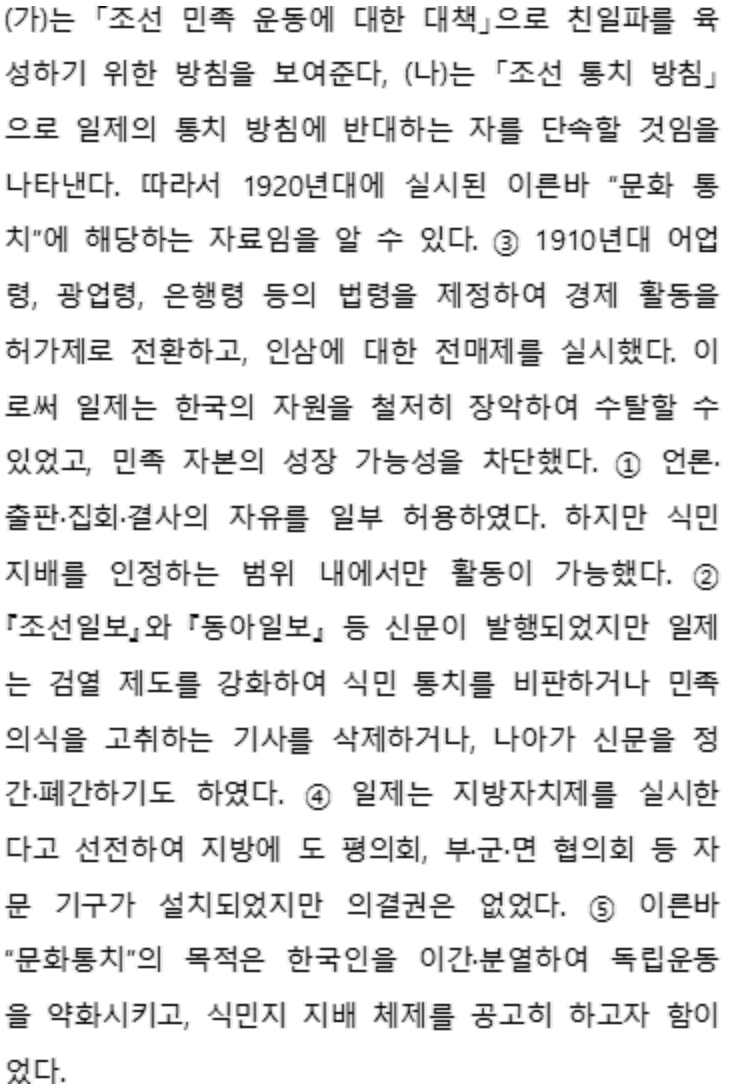 (가)는 「조선 민족 운동에 대한 대책」으로 친일파를 육
성하기 위한 방침을 보여준다, (나)는 「조선 통치 방침」
으로 일제의 통치 방침에 반대하는 자를 단속할 것임을
나타낸다. 따라서 1920년대에 실시된 이른바 “문화 통
치”에 해당하는 자료임을 알 수 있다. ③ 1910년대 어업
령, 광업령, 은행령 등의 법령을 제정하여 경제 활동을
허가제로 전환하고, 인삼에 대한 전매제를 실시했다. 이
로써 일제는 한국의 자원을 철저히 장악하여 수탈할 수
있었고, 민족 자본의 성장 가능성을 차단했다. ① 언론·
출판·집회·결사의 자유를 일부 허용하였다. 하지만 식민
지배를 인정하는 범위 내에서만 활동이 가능했다. ②
『조선일보』와 『동아일보』 등 신문이 발행되었지만 일제
는 검열 제도를 강화하여 식민 통치를 비판하거나 민족
의식을 고취하는 기사를 삭제하거나, 나아가 신문을 정
간·폐간하기도 하였다. ④ 일제는 지방자치제를 실시한
다고 선전하여 지방에 도 평의회, 부·군·면 협의회 등 자
문 기구가 설치되었지만 의결권은 없었다. ⑤ 이른바
“문화통치”의 목적은 한국인을 이간·분열하여 독립운동
을 약화시키고, 식민지 지배 체제를 공고히 하고자 함이
었다.